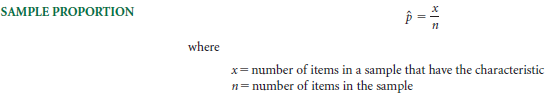 SAMPLE PROPORTION
p̂ = x/n
where
x = number of items in a sample that have the characteristic
n = number of items in the sample